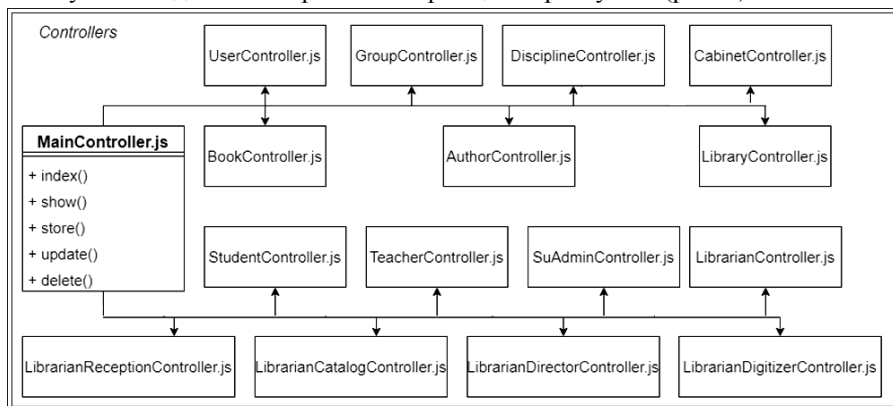 Controllers
UserController.js
GroupController.js
DisciplineController.js
CabinetController.js
MainController.js
+ index()
+ show()
+ store()
+ update()
+ delete()
BookController.js
AuthorController.js
LibraryController.js
StudentController.js
TeacherController.js
SuAdminController.js
LibrarianController.js
LibrarianReceptionController.js
LibrarianCatalogController.js
LibrarianDirectorController.js
LibrarianDigitizerController.js